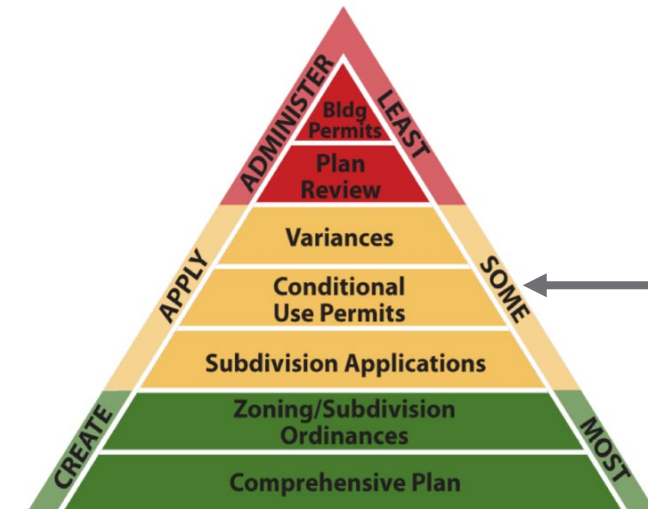 ADMINISTER
LEAST
Bldg
Permits
Plan
Review
APPLY
SOME
Variances
Conditional
Use Permits
Subdivision Applications
CREATE
MOST
Zoning/Subdivision
Ordinances
Comprehensive Plan